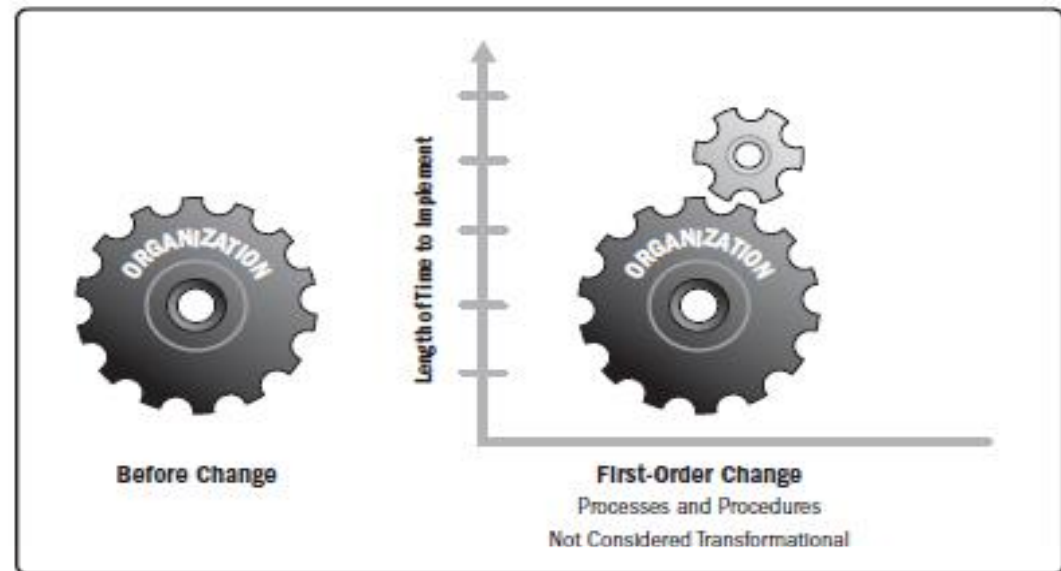 ORGANIZATION
Before Change
Length of Time to Implement
ORGANIZATION
First-Order Change
Processes and Procedures
Not Considered Transformational